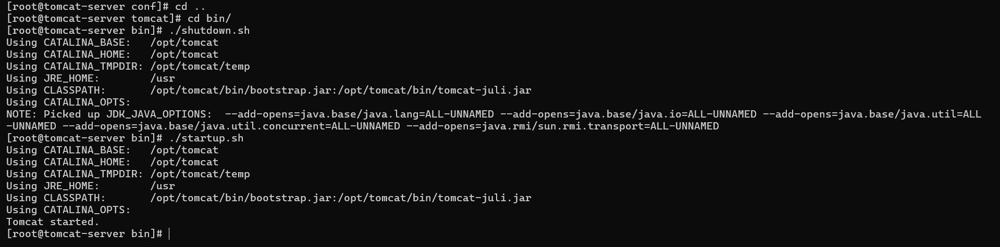 [root@tomcat-server conf]# cd ..
[root@tomcat-server tomcat]# cd bin/
[root@tomcat-server bin]# ./shutdown.sh
Using CATALINA_BASE:   /opt/tomcat
Using CATALINA_HOME:   /opt/tomcat
Using CATALINA_TMPDIR: /opt/tomcat/temp
Using JRE_HOME:        /usr
Using CLASSPATH:       /opt/tomcat/bin/bootstrap.jar:/opt/tomcat/bin/tomcat-juli.jar
Using CATALINA_OPTS:
NOTE: Picked up JDK_JAVA_OPTIONS:  --add-opens=java.base/java.lang=ALL-UNNAMED --add-opens=java.base/java.io=ALL-UNNAMED --add-opens=java.base/java.util=ALL
-UNNAMED --add-opens=java.base/java.util.concurrent=ALL-UNNAMED --add-opens=java.rmi/sun.rmi.transport=ALL-UNNAMED
[root@tomcat-server bin]# ./startup.sh
Using CATALINA_BASE:   /opt/tomcat
Using CATALINA_HOME:   /opt/tomcat
Using CATALINA_TMPDIR: /opt/tomcat/temp
Using JRE_HOME:        /usr
Using CLASSPATH:       /opt/tomcat/bin/bootstrap.jar:/opt/tomcat/bin/tomcat-juli.jar
Using CATALINA_OPTS:
Tomcat started.
[root@tomcat-server bin]#